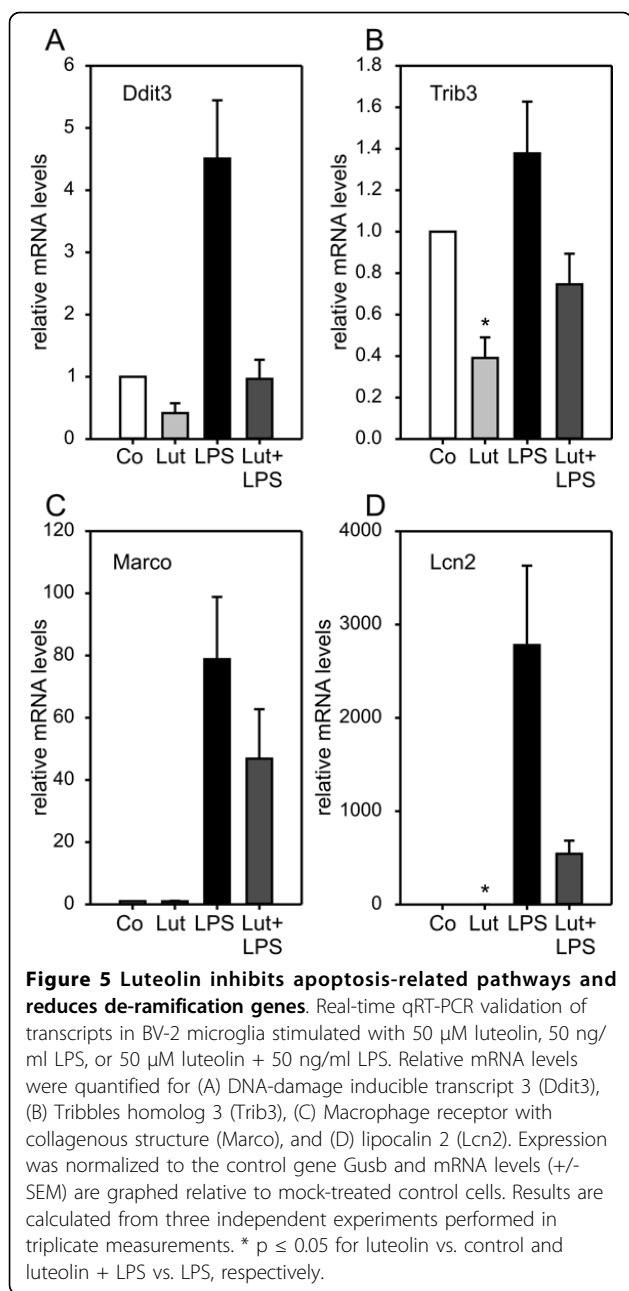 A
Ddit3
relative mRNA levels
6
5
4
3
2
1
0
Co Lut LPS Lut+
LPS
B
Trib3
relative mRNA levels
1.8
1.6
1.4
1.2
1.0
0.8
0.6
0.4
0.2
0.0
*
Co Lut LPS Lut+
LPS
C
Marco
relative mRNA levels
120
100
80
60
40
20
0
Co Lut LPS Lut+
LPS
D
Lcn2
relative mRNA levels
4000
3000
2000
1000
0
*
Co Lut LPS Lut+
LPS
Figure 5 Luteolin inhibits apoptosis-related pathways and
reduces de-ramification genes. Real-time qRT-PCR validation of
transcripts in BV-2 microglia stimulated with 50 μM luteolin, 50 ng/
ml LPS, or 50 μM luteolin + 50 ng/ml LPS. Relative mRNA levels
were quantified for (A) DNA-damage inducible transcript 3 (Ddit3),
(B) Tribbles homolog 3 (Trib3), (C) Macrophage receptor with
collagenous structure (Marco), and (D) lipocalin 2 (Lcn2). Expression
was normalized to the control gene Gusb and mRNA levels (+/-
SEM) are graphed relative to mock-treated control cells. Results are
calculated from three independent experiments performed in
triplicate measurements. * p ≤ 0.05 for luteolin vs. control and
luteolin + LPS vs. LPS, respectively.